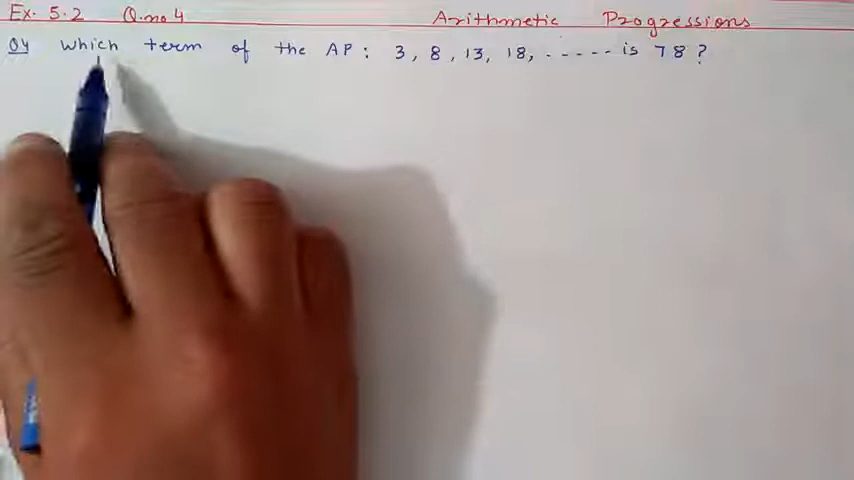 Ex. 5.2 Q.no 4 Arithmetic Progressions
Q4 Which term of the AP : 3, 8, 13, 18, ----- is 78?